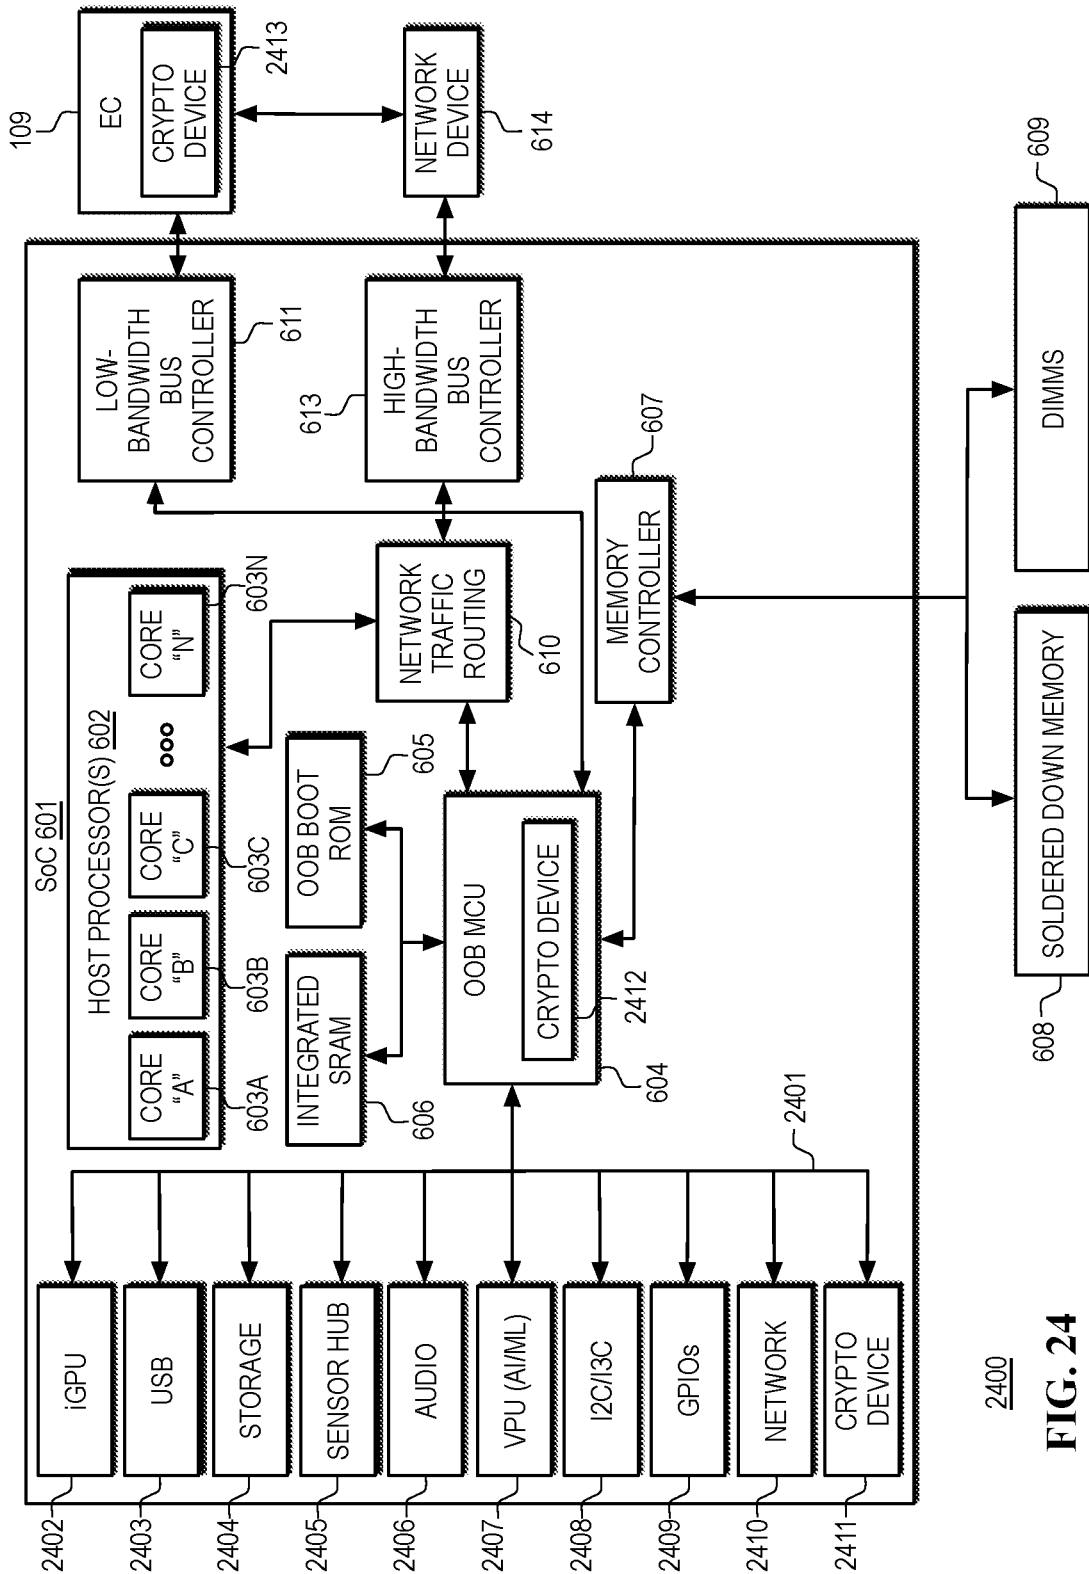 SoC 601
HOST PROCESSOR(S) 602
CORE
"A"
603A
CORE
"B"
603B
CORE
"C"
603C
CORE
"N"
603N
iGPU
2402
USB
2403
STORAGE
2404
SENSOR HUB
2405
AUDIO
2406
VPU (AI/ML)
2407
I2C/I3C
2408
GPIOs
2409
NETWORK
2410
CRYPTO
DEVICE
2411
2401
INTEGRATED
SRAM
606
OOB BOOT
ROM
605
OOB MCU
CRYPTO DEVICE
2412
604
NETWORK
TRAFFIC
ROUTING
610
LOW-
BANDWIDTH
BUS
CONTROLLER
611
HIGH-
BANDWIDTH
BUS
CONTROLLER
613
MEMORY
CONTROLLER
607
109
EC
CRYPTO
DEVICE
2413
NETWORK
DEVICE
614
SOLDERED DOWN MEMORY
608
DIMMS
609
2400
FIG. 24